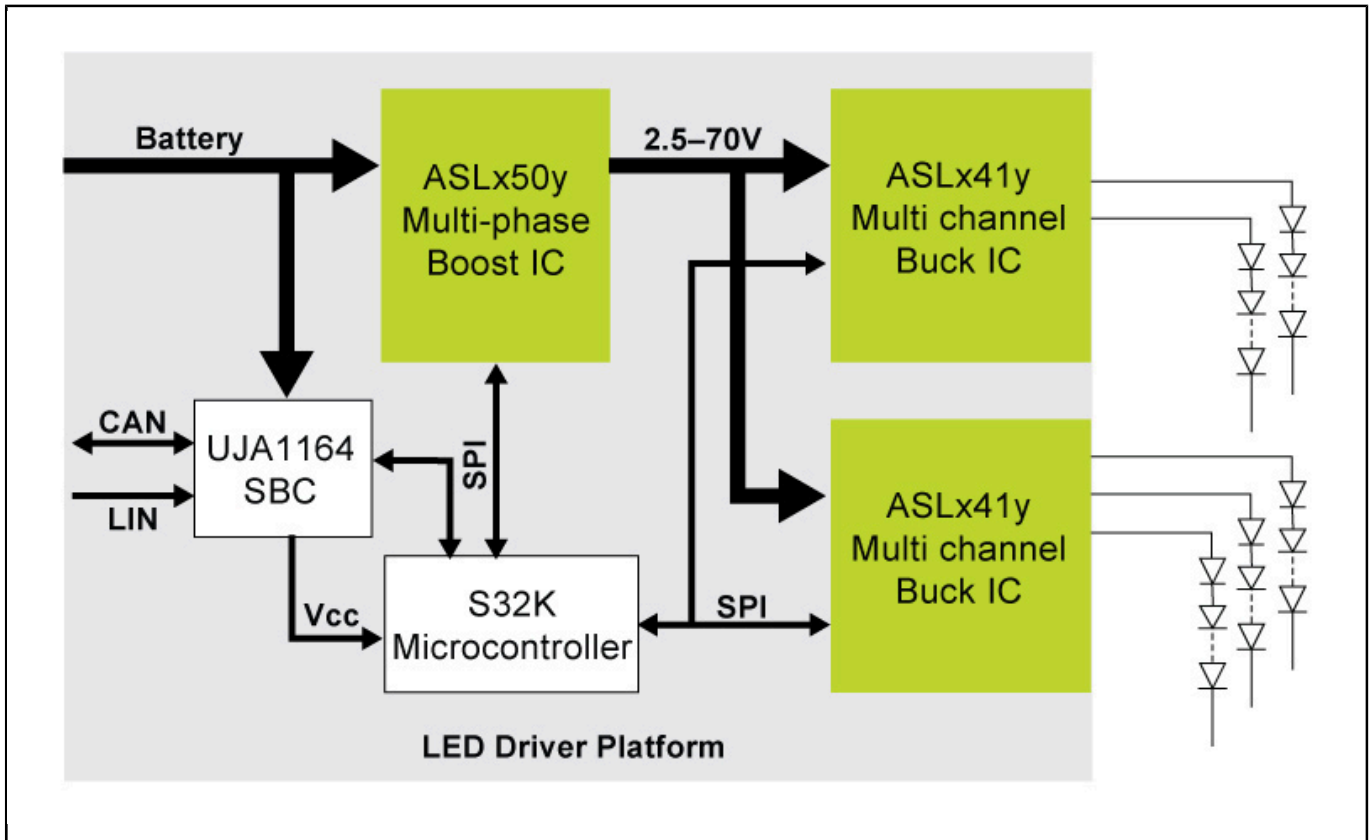 Battery
ASLx50y
Multi-phase
Boost IC
2.5–70V
ASLx41y
Multi channel
Buck IC
CAN
LIN
UJA1164
SBC
SPI
Vcc
S32K
Microcontroller
SPI
ASLx41y
Multi channel
Buck IC
LED Driver Platform